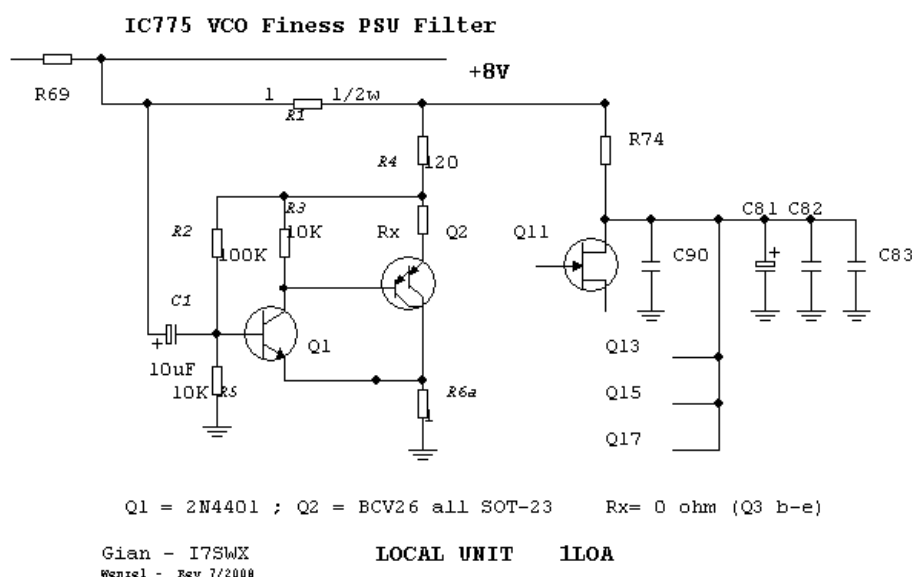 IC775 VCO Finess PSU Filter
+8V
R69
1
1/2w
R1
R74
R4
120
R3
R2
10K
Rx
Q2
100K
Q11
C81
C82
C90
C83
+
C1
+
Q1
10uF
10K
R5
R6a
1
Q13
Q15
Q17
Q1 = 2N4401 ; Q2 = BCV26 all SOT-23
Rx= 0 ohm (Q3 b-e)
Gian - I7SWX
LOCAL UNIT 1LOA
Wenzel - Rev 7/2008